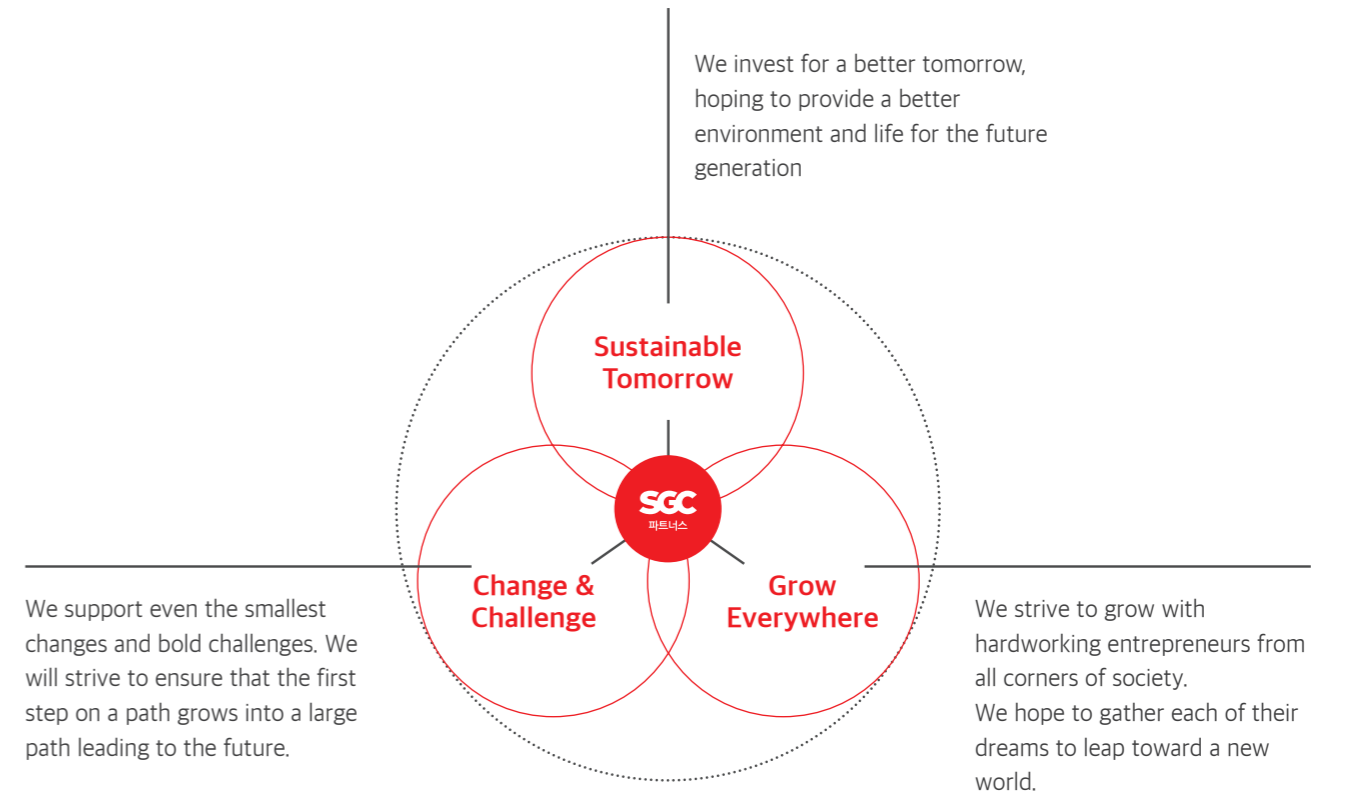 We invest for a better tomorrow,
hoping to provide a better
environment and life for the future
generation
Sustainable
Tomorrow
SGC
파트너스
Change &
Challenge
Grow
Everywhere
We support even the smallest
changes and bold challenges. We
will strive to ensure that the first
step on a path grows into a large
path leading to the future.
We strive to grow with
hardworking entrepreneurs from
all corners of society.
We hope to gather each of their
dreams to leap toward a new
world.